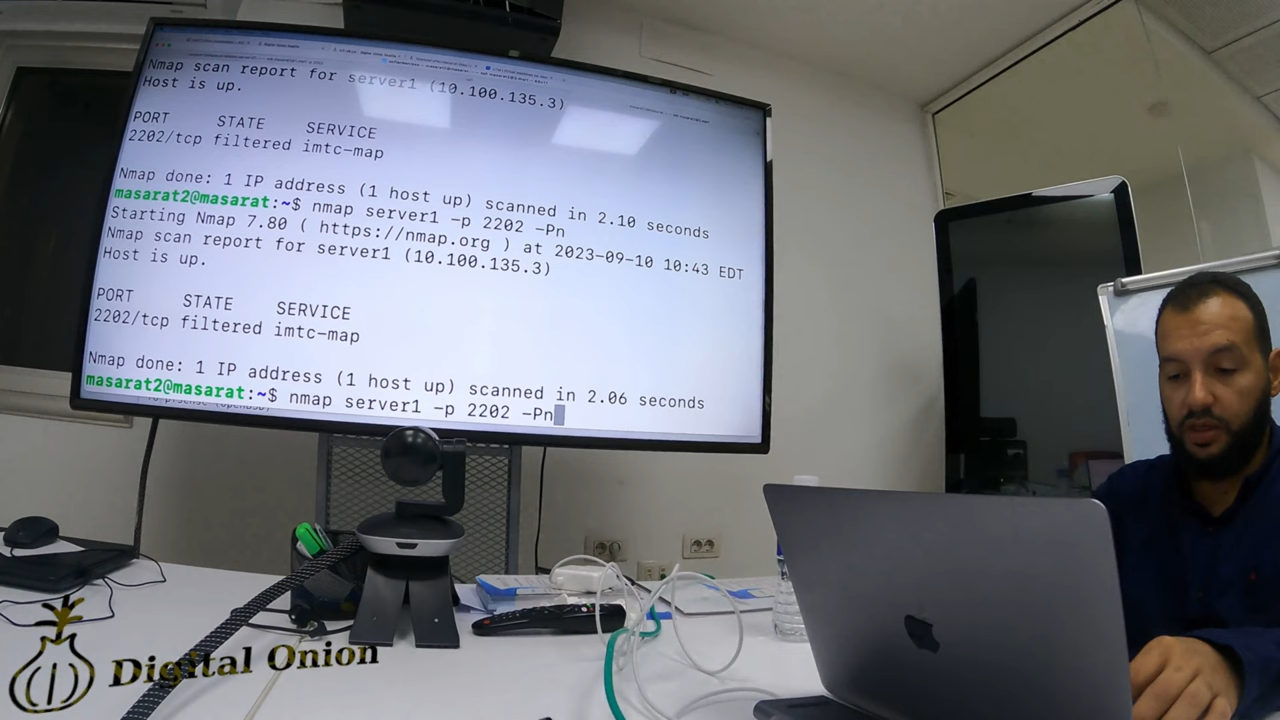 Nmap scan report for server1 (10.100.135.3)
Host is up.
PORT STATE SERVICE
2202/tcp filtered imtc-map
Nmap done: 1 IP address (1 host up) scanned in 2.10 seconds
masarat2@masarat:~$ nmap server1 -p 2202 -Pn
Starting Nmap 7.80 ( https://nmap.org ) at 2023-09-10 10:43 EDT
Nmap scan report for server1 (10.100.135.3)
Host is up.
PORT STATE SERVICE
2202/tcp filtered imtc-map
Nmap done: 1 IP address (1 host up) scanned in 2.06 seconds
masarat2@masarat:~$ nmap server1 -p 2202 -Pn
Digital Onion